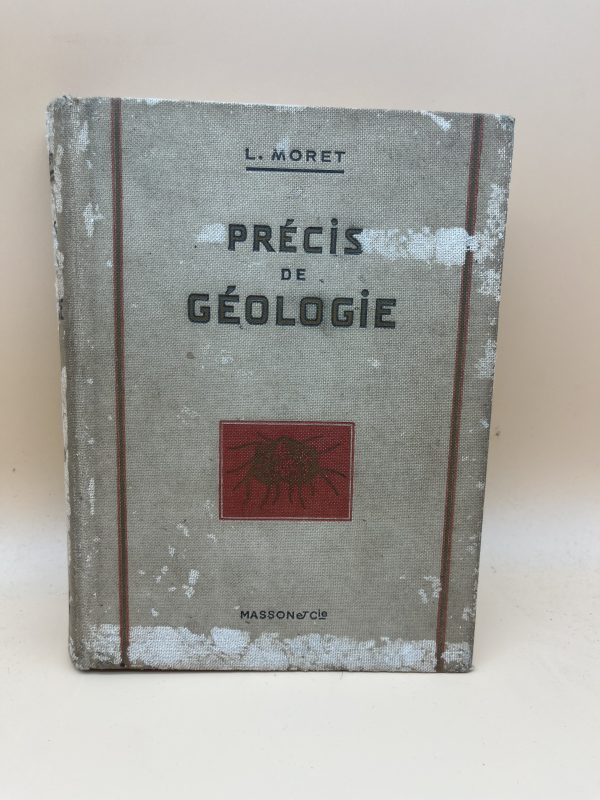 L. MORET
PRÉCIS
DE
GÉOLOGIE
MASSON et Cie